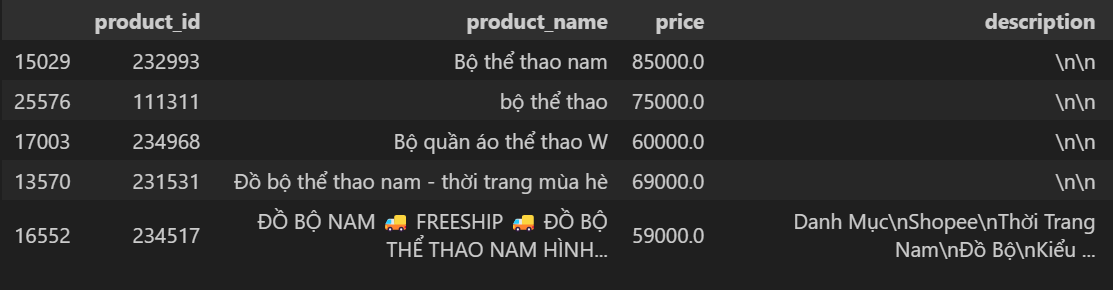 product_id product_name price description
15029 232993 Bộ thể thao nam 85000.0 \n\n
25576 111311 bộ thể thao 75000.0 \n\n
17003 234968 Bộ quần áo thể thao W 60000.0 \n\n
13570 231531 Đồ bộ thể thao nam - thời trang mùa hè 69000.0 \n\n
16552 234517 ĐỒ BỘ NAM 🚚 FREESHIP 🚚 ĐỒ BỘ
THỂ THAO NAM HÌNH... 59000.0 Danh Mục\nShopee\nThời Trang
Nam\nĐồ Bộ\nKiểu ...